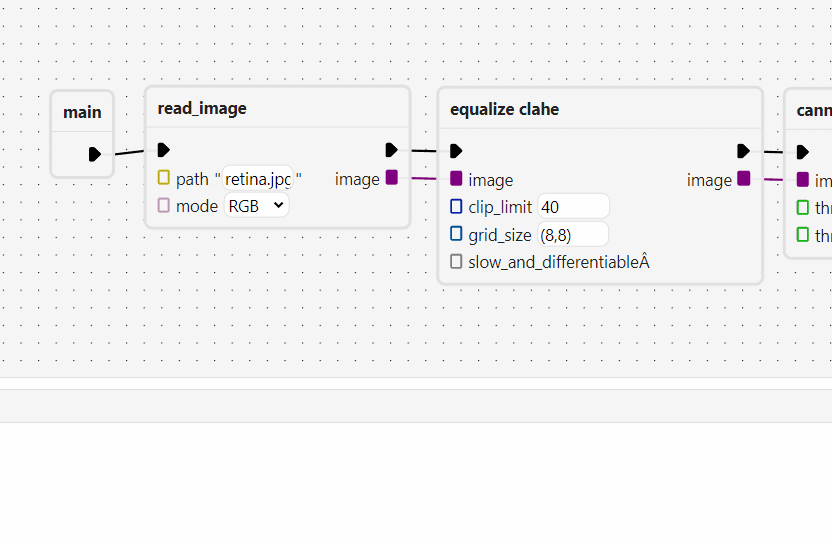 main
read_image
path "retina.jpg"
image
mode RGB
equalize clahe
image
image
clip_limit 40
grid_size (8,8)
slow_and_differentiableÂ
cann
im
thr
thr